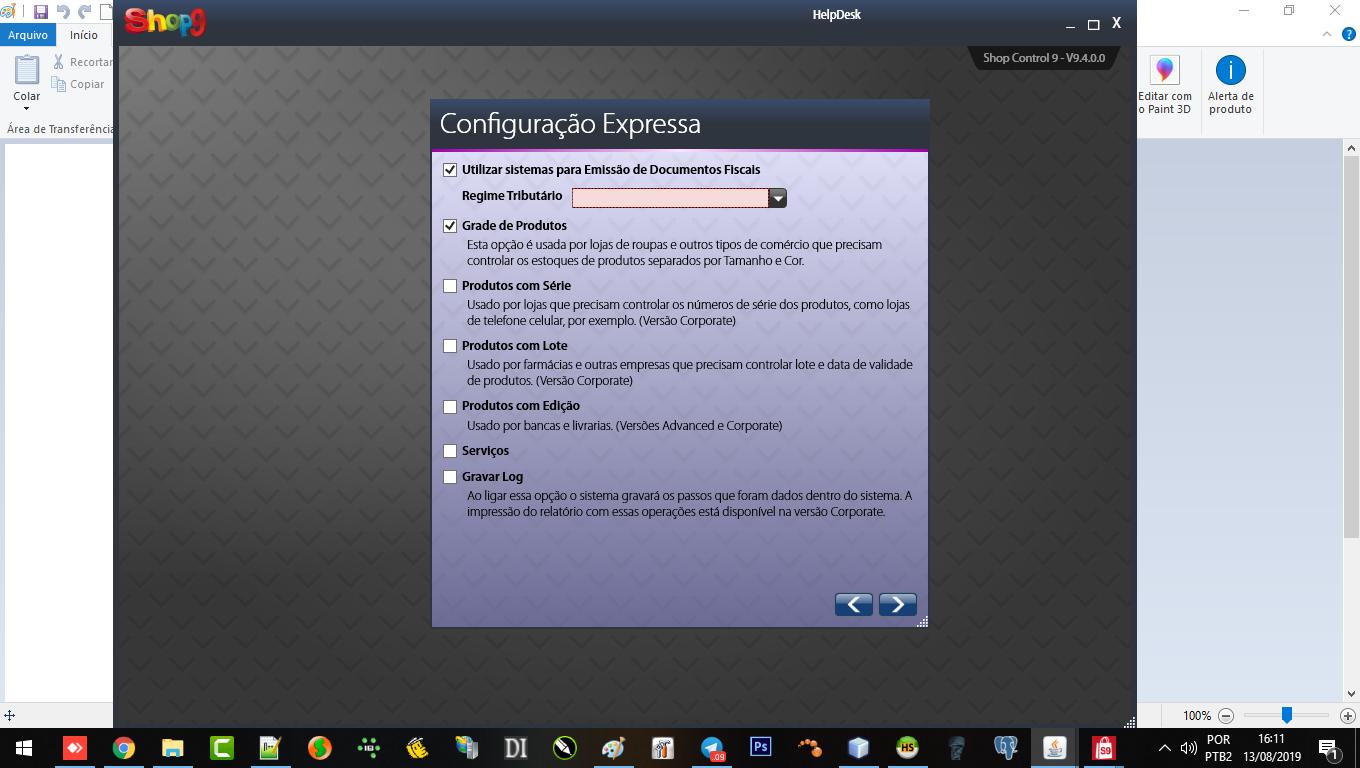 Shop9
HelpDesk
X
Arquivo
Início
Shop Control 9 - V9.4.0.0
Colar
Recortar
Copiar
Área de Transferência
Editar com
o Paint 3D
Alerta de
produto
Configuração Expressa
Utilizar sistemas para Emissão de Documentos Fiscais
Regime Tributário
Grade de Produtos
Esta opção é usada por lojas de roupas e outros tipos de comércio que precisam
controlar os estoques de produtos separados por Tamanho e Cor.
Produtos com Série
Usado por lojas que precisam controlar os números de série dos produtos, como lojas
de telefone celular, por exemplo. (Versão Corporate)
Produtos com Lote
Usado por farmácias e outras empresas que precisam controlar lote e data de validade
de produtos. (Versão Corporate)
Produtos com Edição
Usado por bancas e livrarias. (Versões Advanced e Corporate)
Serviços
Gravar Log
Ao ligar essa opção o sistema gravará os passos que foram dados dentro do sistema. A
impressão do relatório com essas operações está disponível na versão Corporate.
100%
DI
.09
Ps
HS
S9
POR
PTB2
16:11
13/08/2019
1